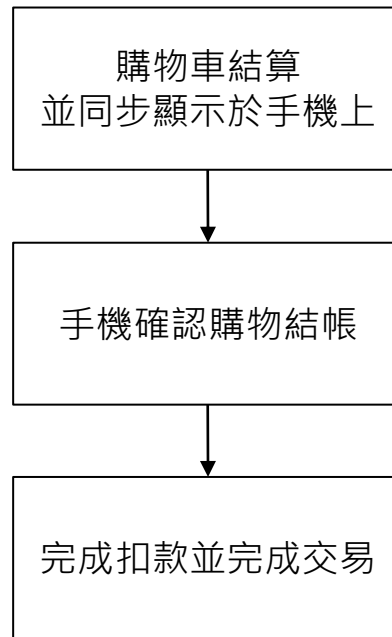 購物車結算
並同步顯示於手機上
手機確認購物結帳
完成扣款並完成交易